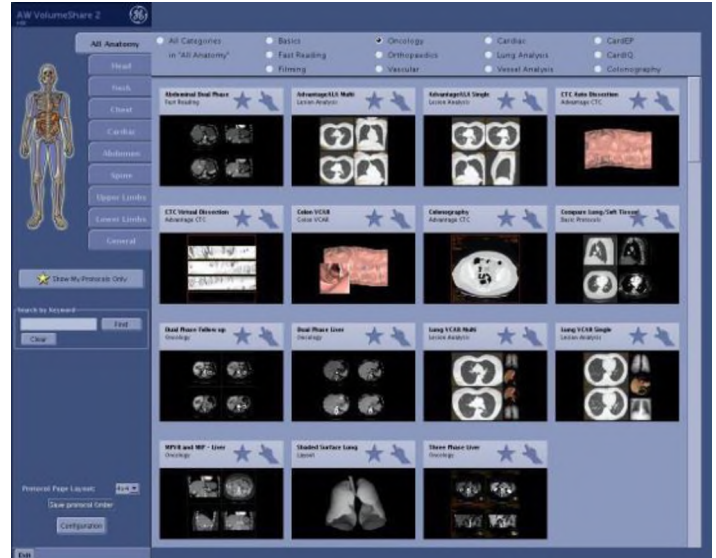 AW VolumeShare 2
All Anatomy
Head
Neck
Chest
Cardiac
Abdomen
Spine
Upper Limbs
Lower Limbs
General
Show My Protocols Only
Search by Keyword
Find
Clear
Protocol Page Layout:
4x4
Save protocol Order
Configuration
Exit
All Categories
in "All Anatomy"
Basics
Fast Reading
Filming
Oncology
Orthopaedics
Vascular
Cardiac
Lung Analysis
Vessel Analysis
CardEP
CardIQ
Colonography
Abdominal Dual Phase
Fast Reading
AdvantageALA Multi
Lesion Analysis
AdvantageALA Single
Lesion Analysis
CTC Auto Dissection
Advantage CTC
CTC Virtual Dissection
Advantage CTC
Colon VCAR
Colon VCAR
Colonography
Advantage CTC
Compare Lung/Soft Tissue
Basic Protocols
Dual Phase Follow up
Oncology
Dual Phase Liver
Oncology
Lung VCAR Multi
Lesion Analysis
Lung VCAR Single
Lesion Analysis
MPVR and MIP - Liver
Oncology
Shaded Surface Lung
Layout
Three Phase Liver
Oncology